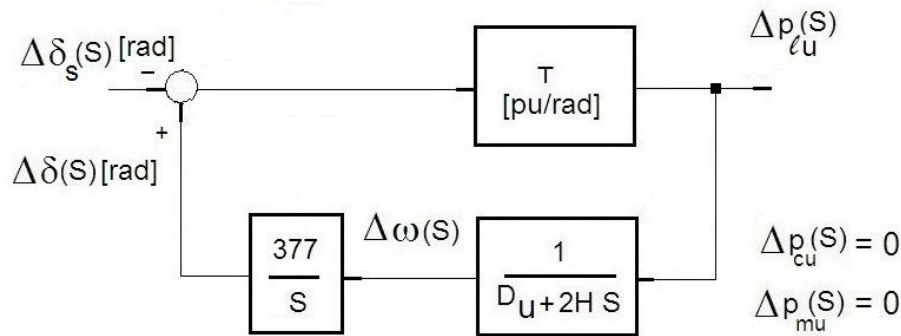 Δδs(S) [rad]
−
T
[pu/rad]
Δpℓu(S)
+
Δδ(S) [rad]
377
S
Δω(S)
1
Du+2H S
Δpcu(S) = 0
Δpmu(S) = 0